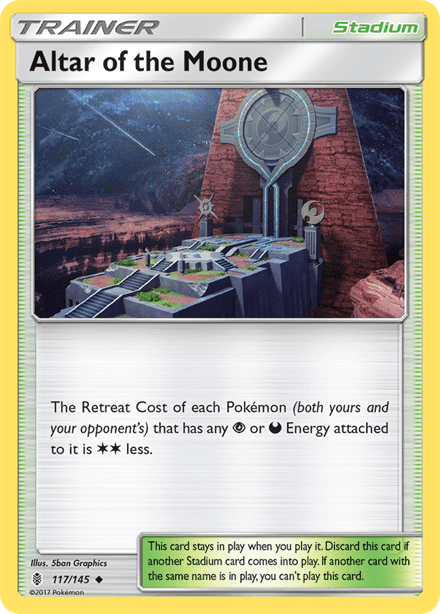 TRAINER
Stadium
Altar of the Moone
The Retreat Cost of each Pokémon (both yours and
your opponent's) that has any or Energy attached
to it is less.
This card stays in play when you play it. Discard this card if
another Stadium card comes into play. If another card with
the same name is in play, you can't play this card.
Illus. 5ban Graphics
117/145
©2017 Pokémon